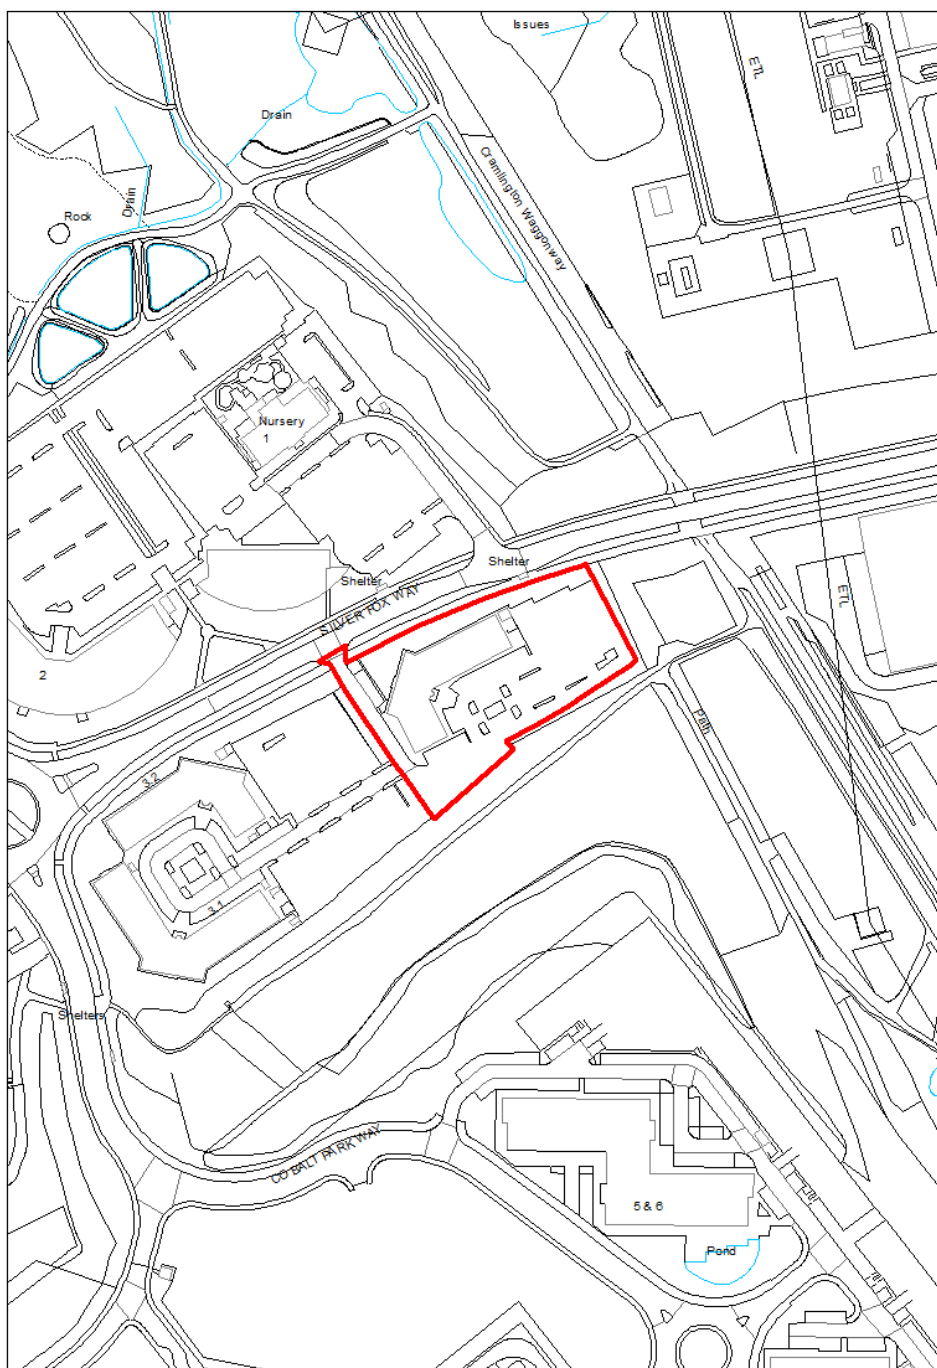 Issues
ETL
Drain
Cramlington Waggonway
Drain
Rock
Nursery
1
Shelter
Shelter
SILVER FOX WAY
ETL
2
Path
3.2
3.1
Shelters
COBALT PARK WAY
5 & 6
Pond